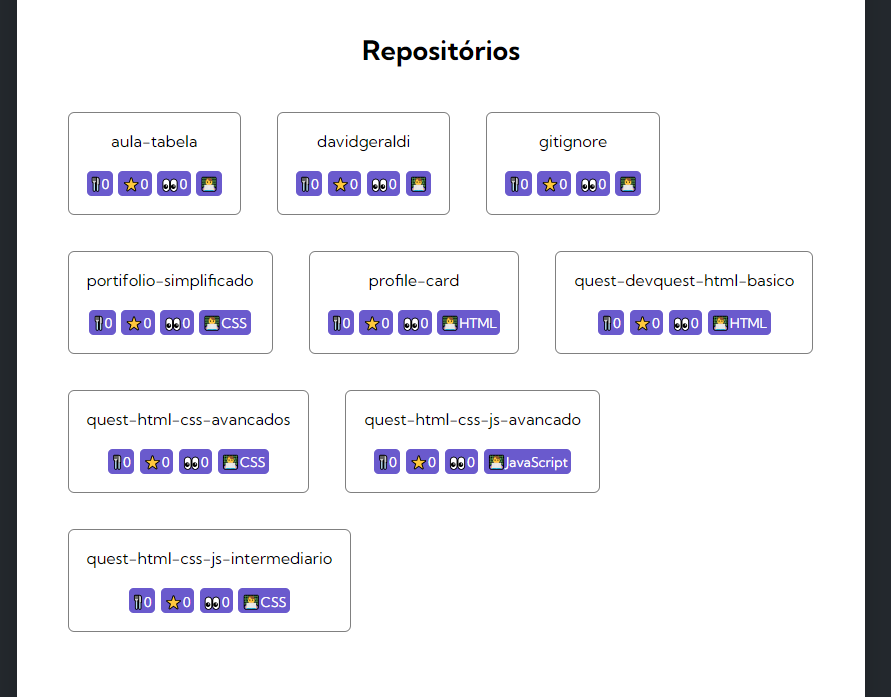 Repositórios
aula-tabela davidgeraldi gitignore
🍴0 ⭐0 👀0 👨‍💻 🍴0 ⭐0 👀0 👨‍💻 🍴0 ⭐0 👀0 👨‍💻
portifolio-simplificado profile-card quest-devquest-html-basico
🍴0 ⭐0 👀0 👨‍💻CSS 🍴0 ⭐0 👀0 👨‍💻HTML 🍴0 ⭐0 👀0 👨‍💻HTML
quest-html-css-avancados quest-html-css-js-avancado
🍴0 ⭐0 👀0 👨‍💻CSS 🍴0 ⭐0 👀0 👨‍💻JavaScript
quest-html-css-js-intermediario
🍴0 ⭐0 👀0 👨‍💻CSS